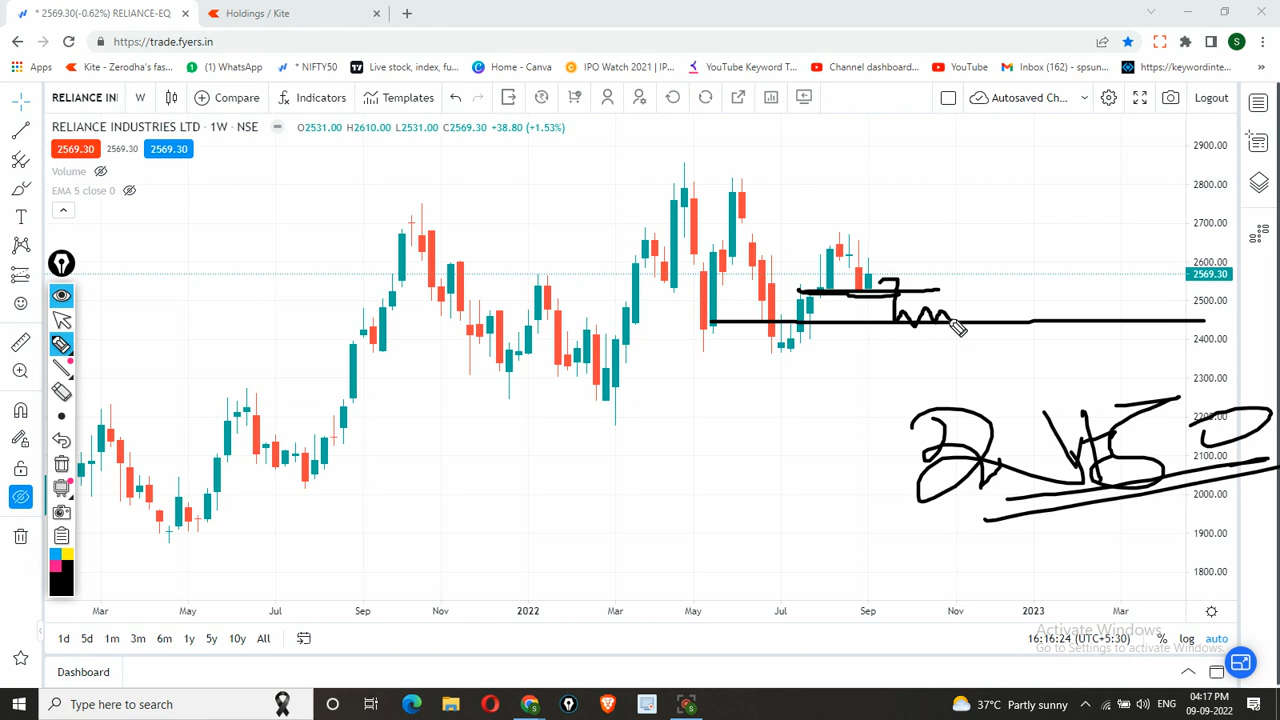 * 2569.30(-0.62%) RELIANCE-EQ
Holdings / Kite
https://trade.fyers.in
Apps
Kite - Zerodha's fas...
(1) WhatsApp
* NIFTY50
Live stock, index, fu...
Home - Canva
IPO Watch 2021 | IP...
YouTube Keyword T...
Channel dashboard...
YouTube
Inbox (162) - spsun...
https://keywordinte...
RELIANCE IN
W
Compare
Indicators
Templates
Autosaved Ch...
Logout
RELIANCE INDUSTRIES LTD · 1W · NSE
O2531.00 H2610.00 L2531.00 C2569.30 +38.80 (+1.53%)
2569.30
2569.30
2569.30
Volume
EMA 5 close 0
2900.00
2800.00
2700.00
2569.30
2500.00
2400.00
2300.00
2200.00
2100.00
2000.00
1900.00
1800.00
Mar
May
Jul
Sep
Nov
2022
Mar
May
Jul
Sep
Nov
2023
Mar
1d
5d
1m
3m
6m
1y
5y
10y
All
16:16:24 (UTC+5:30)
%
log
auto
Activate Windows
Go to Settings to activate Windows.
Dashboard
Type here to search
37°C Partly sunny
ENG
04:17 PM
09-09-2022